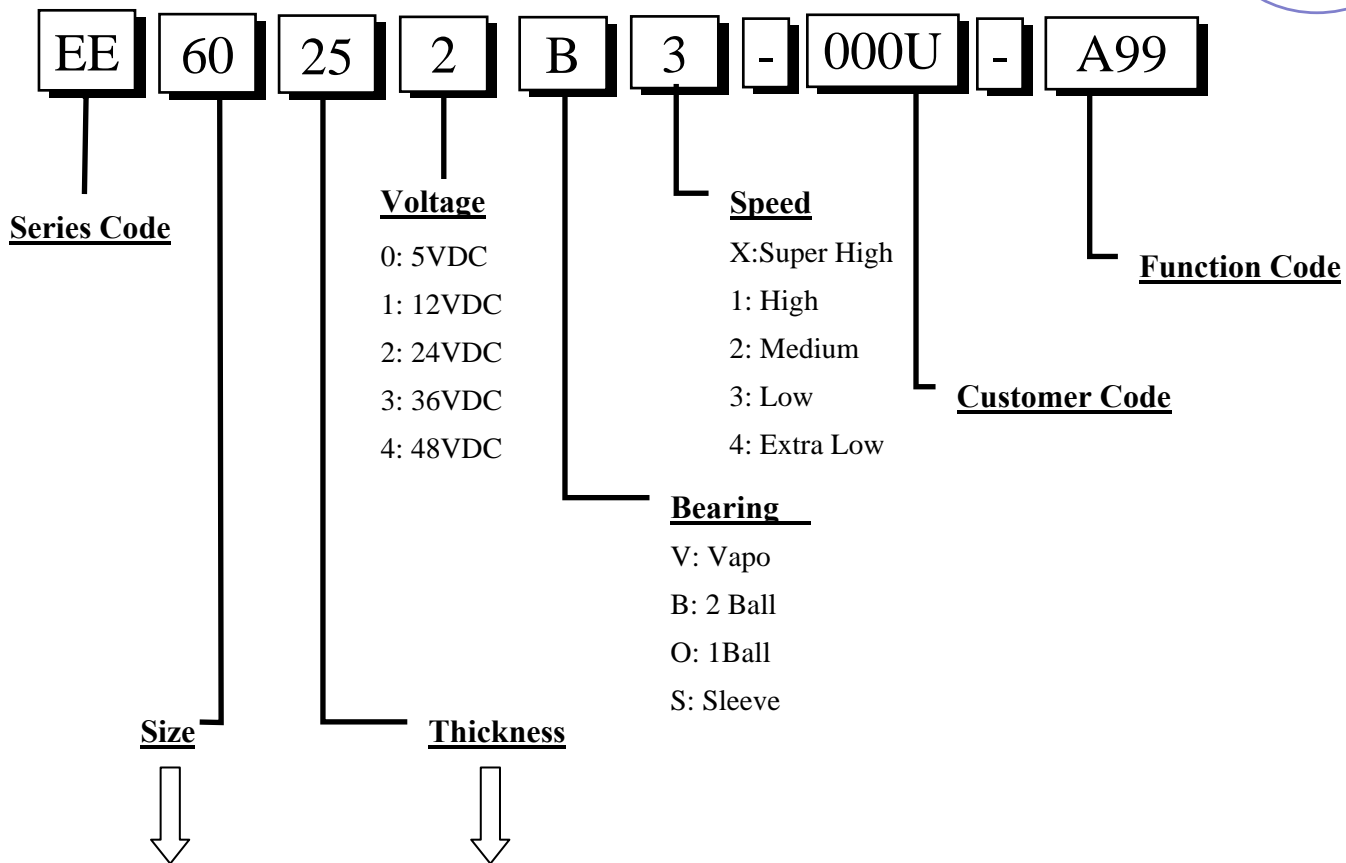 EE 60 25 2 B 3 - 000U - A99
Series Code
Voltage
0: 5VDC
1: 12VDC
2: 24VDC
3: 36VDC
4: 48VDC
Speed
X:Super High
1: High
2: Medium
3: Low
4: Extra Low
Function Code
Customer Code
Bearing
V: Vapo
B: 2 Ball
O: 1Ball
S: Sleeve
Size
Thickness